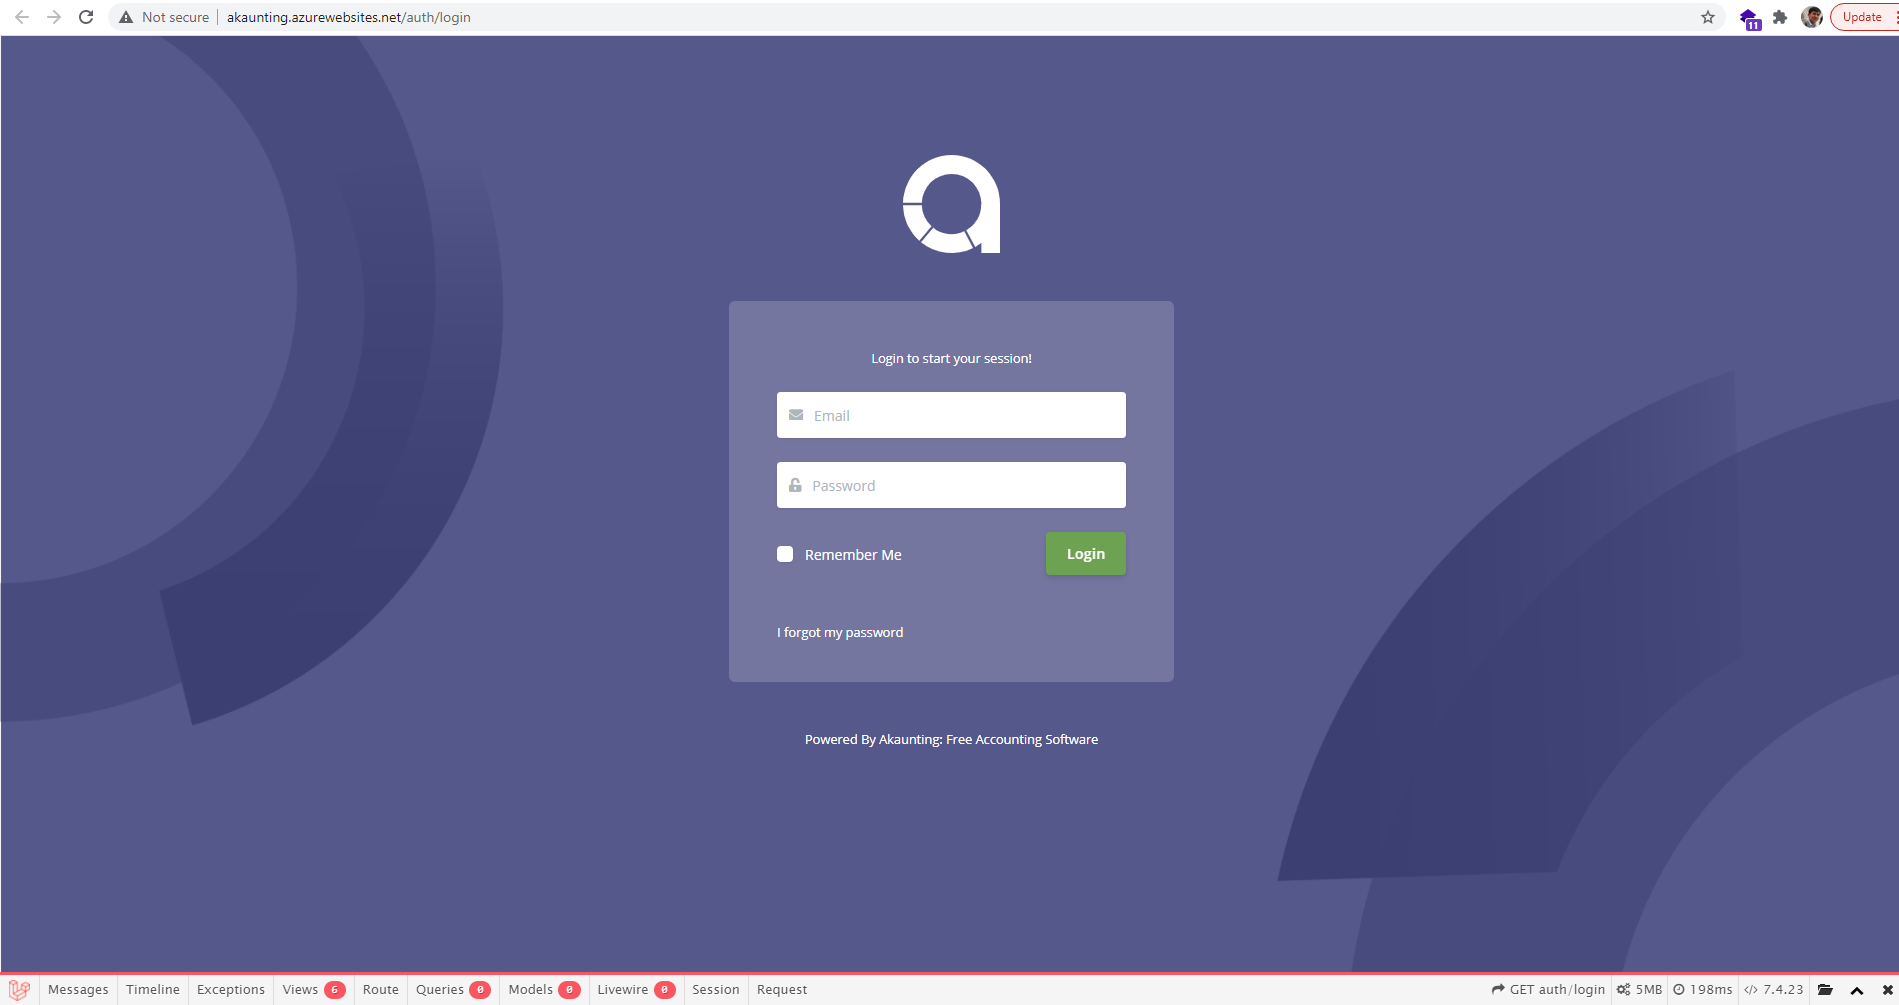 Not secure | akaunting.azurewebsites.net/auth/login
11
Update
Login to start your session!
Email
Password
Remember Me
Login
I forgot my password
Powered By Akaunting: Free Accounting Software
Messages Timeline Exceptions Views 6 Route Queries 0 Models 0 Livewire 0 Session Request GET auth/login 5MB 198ms </> 7.4.23